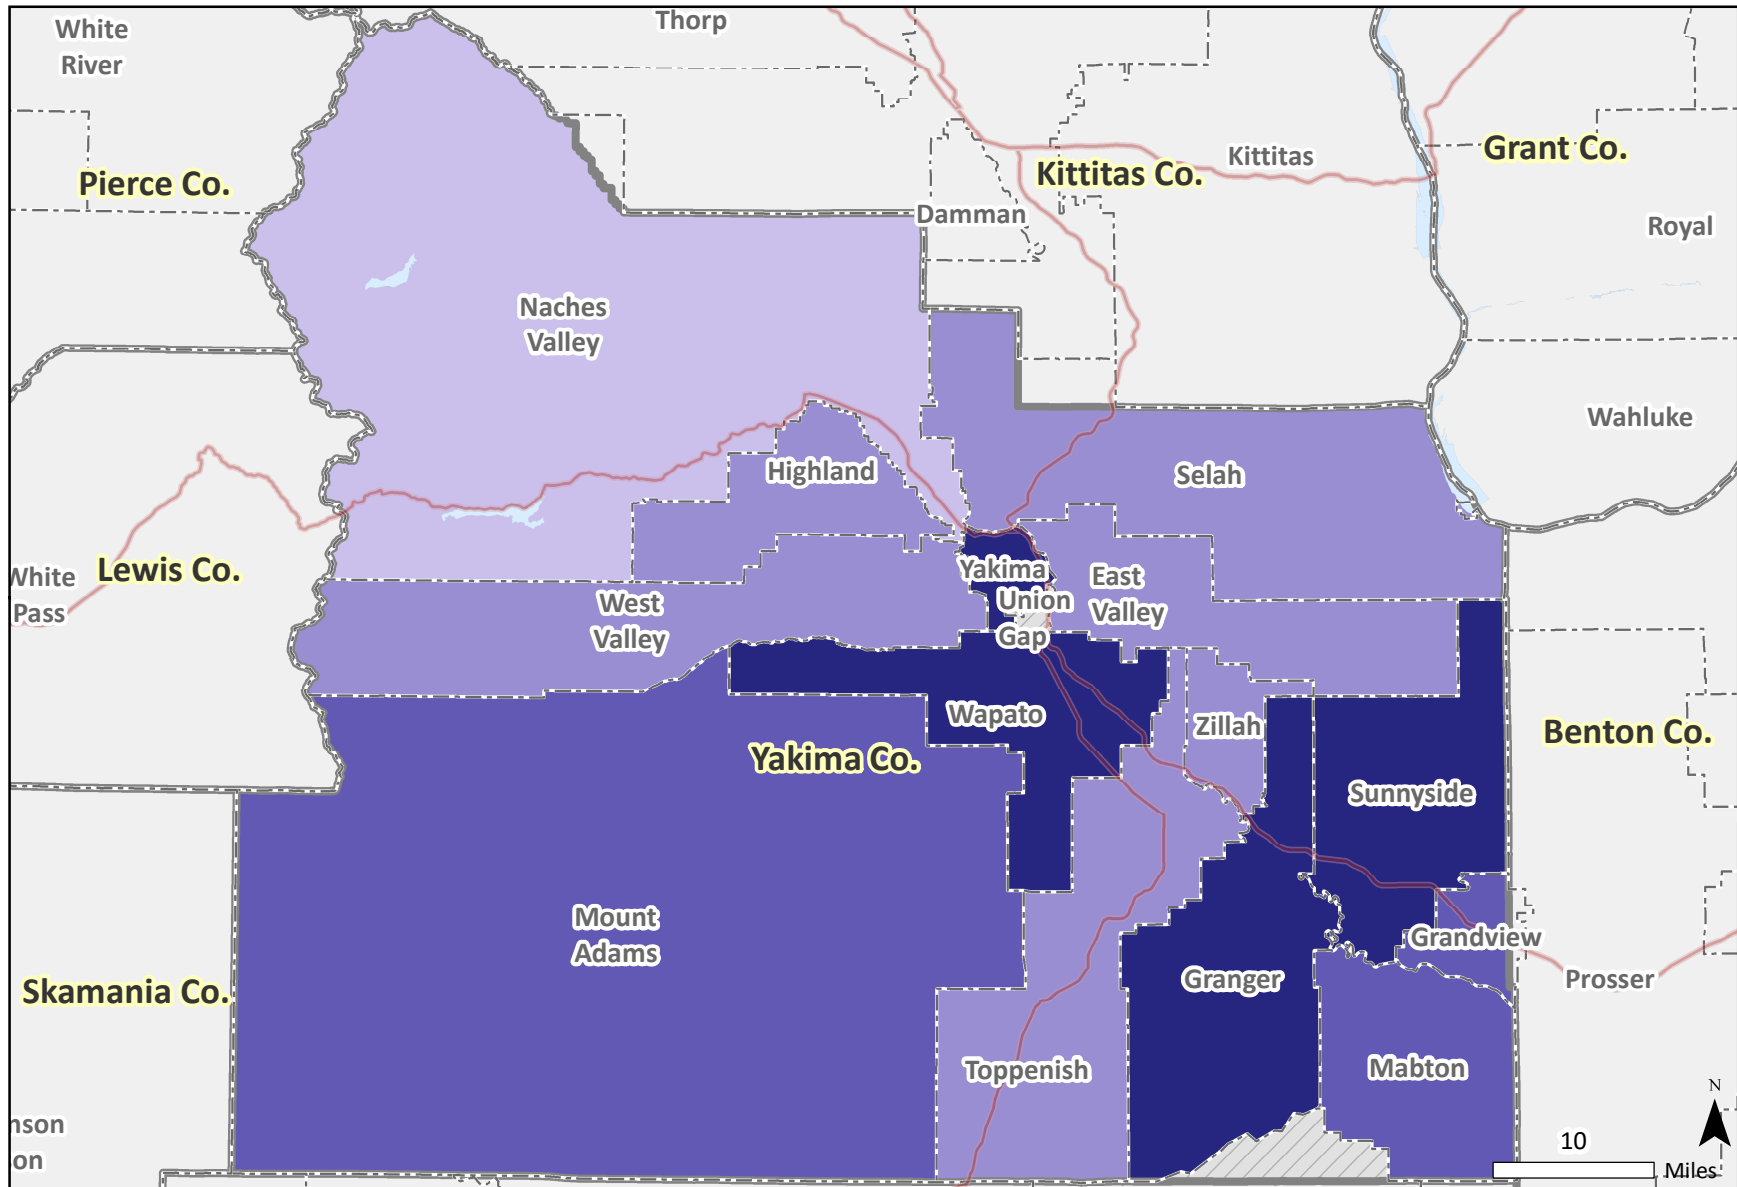 White
River
Thorp
Pierce Co.
Kittitas Co.
Kittitas
Grant Co.
Damman
Royal
Naches
Valley
Wahluke
Highland
Selah
White
Pass
Lewis Co.
Yakima
East
Valley
West
Valley
Union
Gap
Wapato
Zillah
Yakima Co.
Benton Co.
Sunnyside
Mount
Adams
Grandview
Skamania Co.
Granger
Prosser
Toppenish
Mabton
N
nson
on
10
Miles